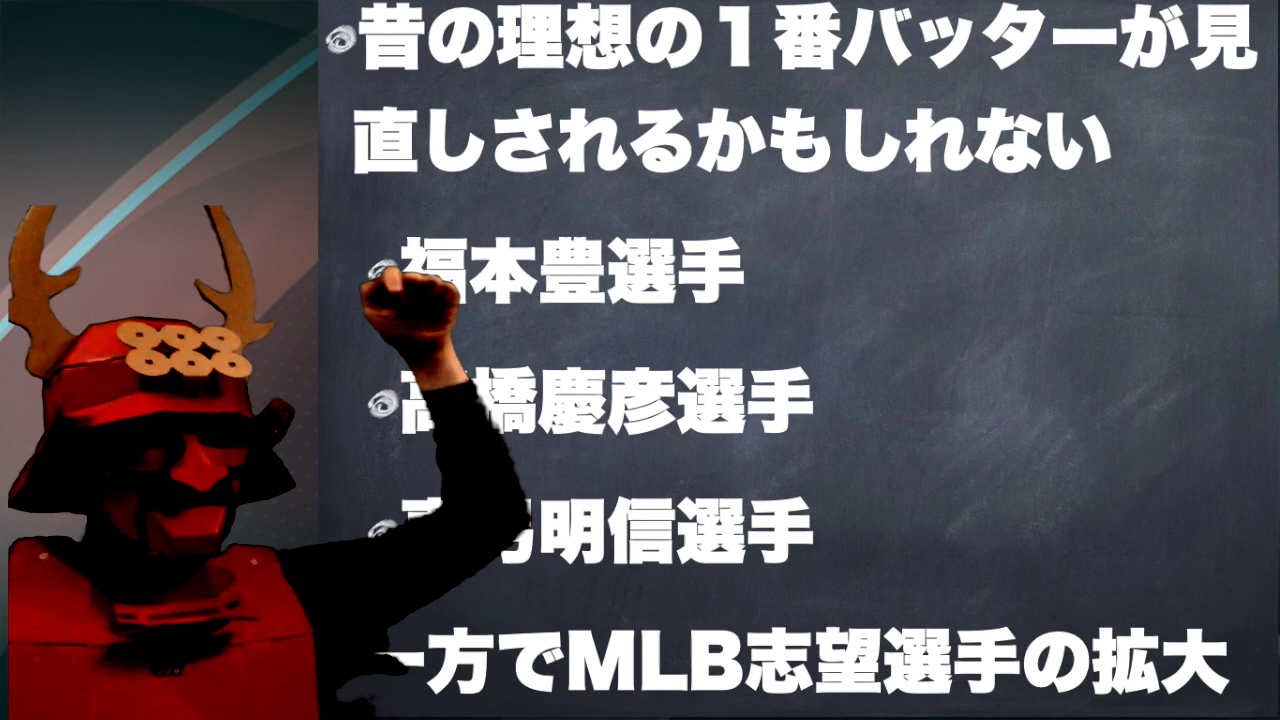 昔の理想の１番バッターが見
直しされるかもしれない
福本豊選手
高橋慶彦選手
明信選手
一方でMLB志望選手の拡大